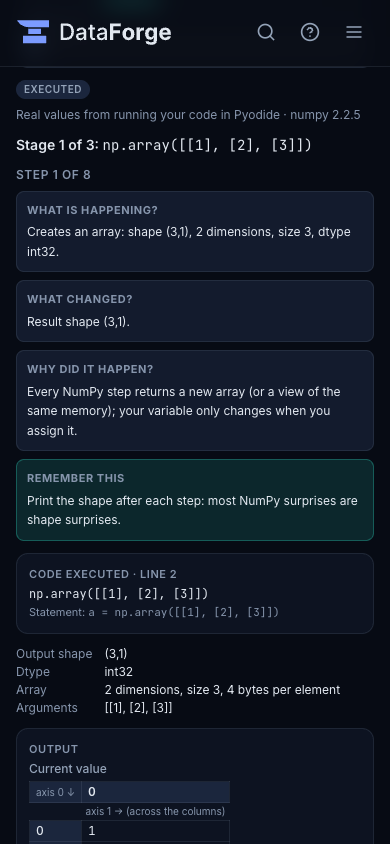 DataForge
EXECUTED
Real values from running your code in Pyodide · numpy 2.2.5
Stage 1 of 3: np.array([[1], [2], [3]])
STEP 1 OF 8
WHAT IS HAPPENING?
Creates an array: shape (3,1), 2 dimensions, size 3, dtype
int32.
WHAT CHANGED?
Result shape (3,1).
WHY DID IT HAPPEN?
Every NumPy step returns a new array (or a view of the
same memory); your variable only changes when you
assign it.
REMEMBER THIS
Print the shape after each step: most NumPy surprises are
shape surprises.
CODE EXECUTED · LINE 2
np.array([[1], [2], [3]])
Statement: a = np.array([[1], [2], [3]])
Output shape (3,1)
Dtype int32
Array 2 dimensions, size 3, 4 bytes per element
Arguments [[1], [2], [3]]
OUTPUT
Current value
axis 0 ↓ 0
axis 1 → (across the columns)
0 1